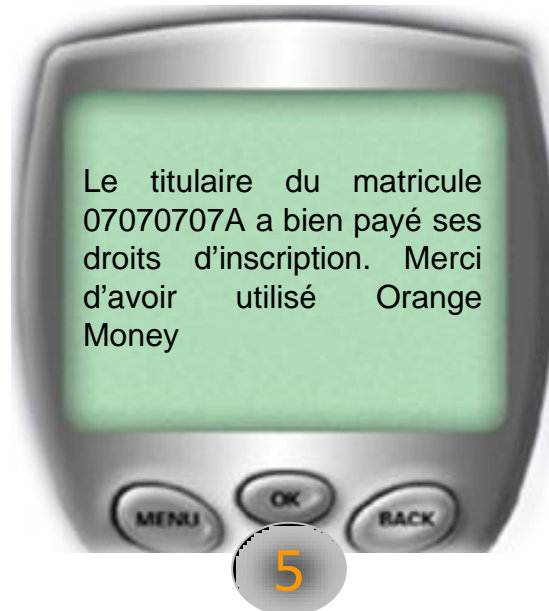 Le titulaire du matricule
07070707A a bien payé ses
droits d'inscription. Merci
d'avoir utilisé Orange
Money
MENU OK BACK
5